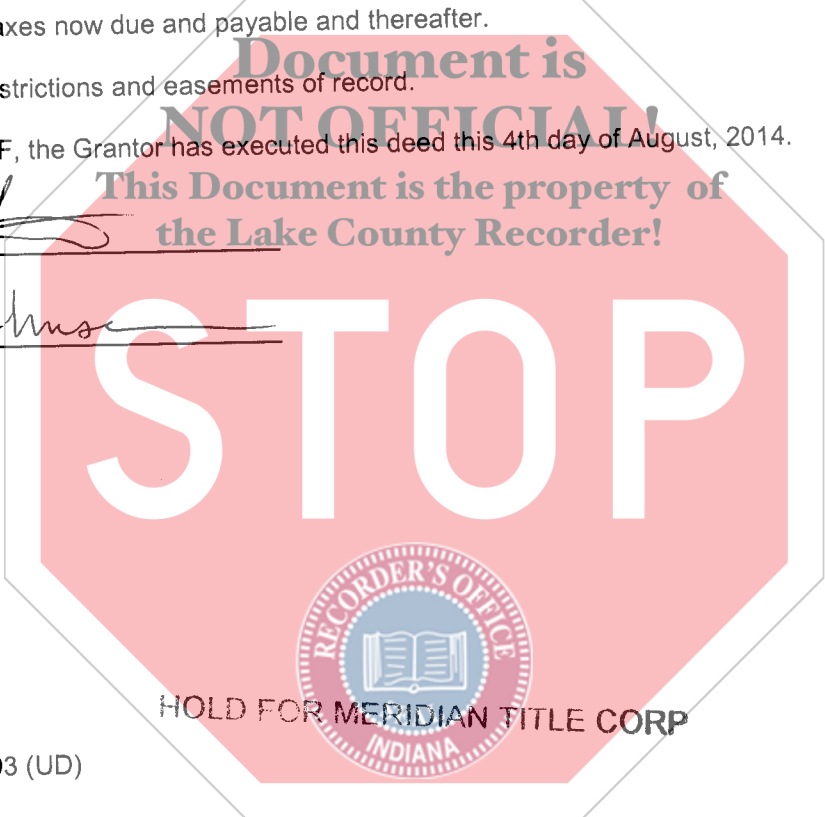 axes now due and payable and thereafter.
Document is
strictions and easements of record.
NOT OFFICIAL!
F, the Grantor has executed this deed this 4th day of August, 2014.
This Document is the property of
the Lake County Recorder!
STOP
RECORDER'S OFFICE
HOLD FOR MERIDIAN TITLE CORP
INDIANA
3 (UD)